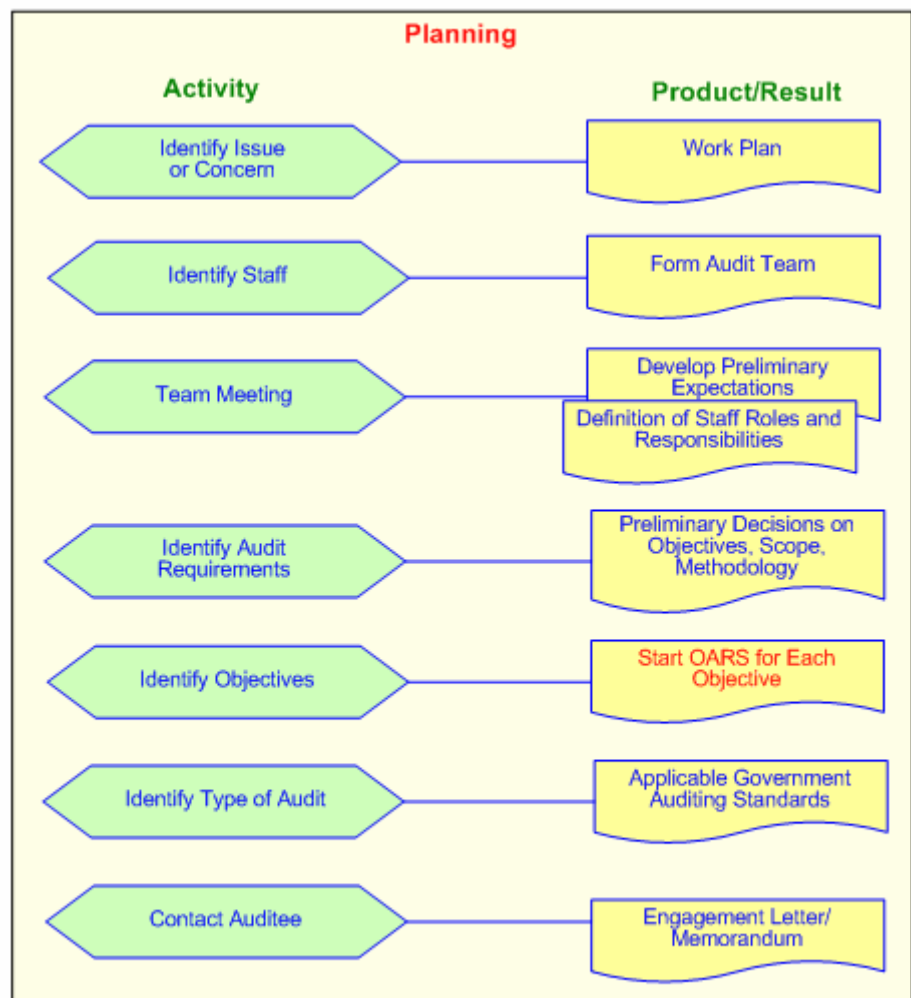 Planning
Activity
Product/Result
Identify Issue
or Concern
Work Plan
Identify Staff
Form Audit Team
Team Meeting
Develop Preliminary
Expectations
Definition of Staff Roles and
Responsibilities
Identify Audit
Requirements
Preliminary Decisions on
Objectives, Scope,
Methodology
Identify Objectives
Start OARS for Each
Objective
Identify Type of Audit
Applicable Government
Auditing Standards
Contact Auditee
Engagement Letter/
Memorandum